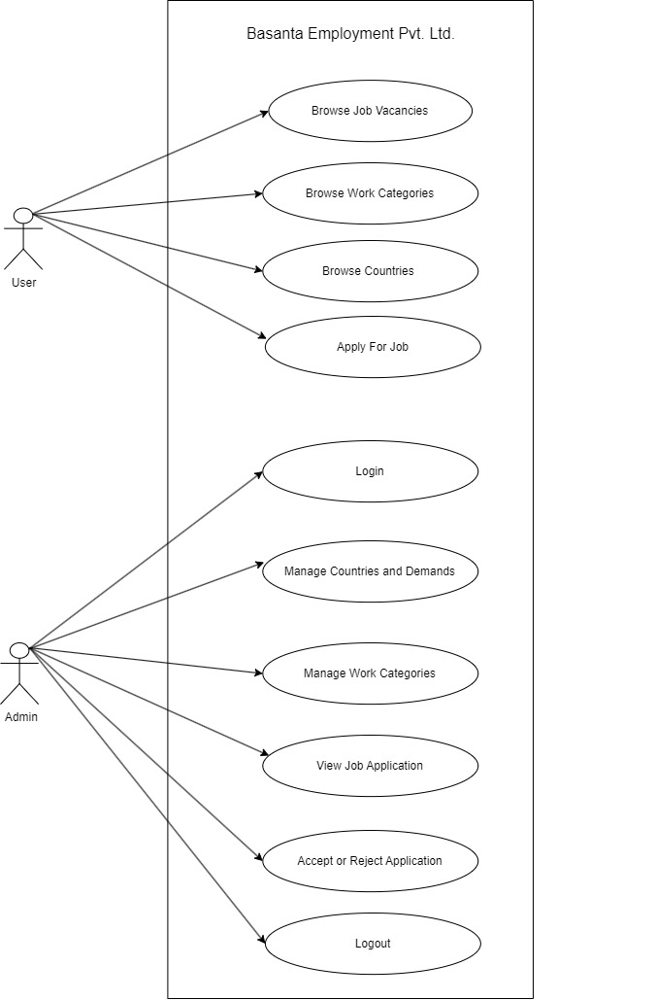 Basanta Employment Pvt. Ltd.
Browse Job Vacancies
Browse Work Categories
Browse Countries
User
Apply For Job
Login
Manage Countries and Demands
Manage Work Categories
Admin
View Job Application
Accept or Reject Application
Logout